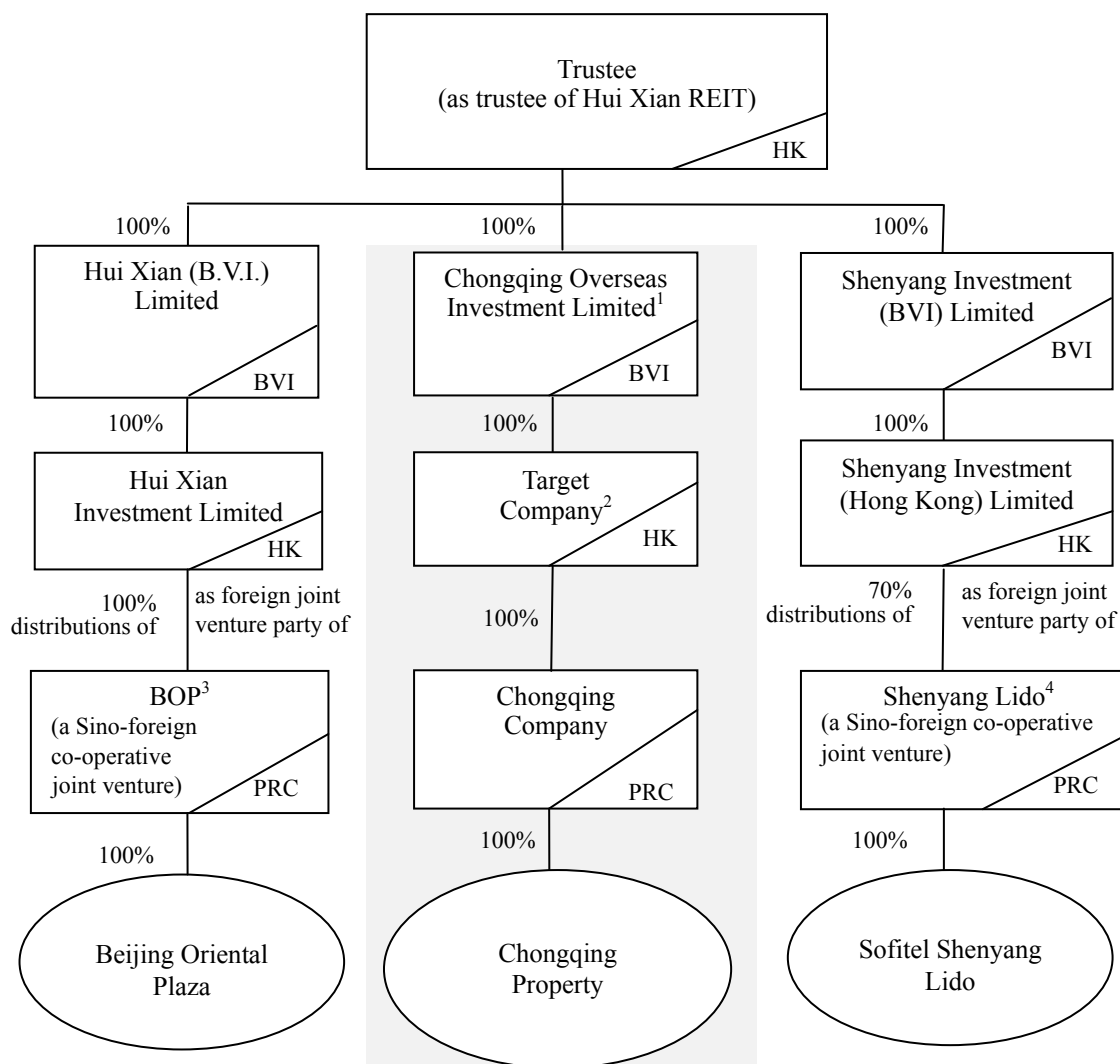 Trustee
(as trustee of Hui Xian REIT)
HK
100%
100%
100%
Hui Xian (B.V.I.)
Limited
BVI
Chongqing Overseas
Investment Limited1
BVI
Shenyang Investment
(BVI) Limited
BVI
100%
100%
100%
Hui Xian
Investment Limited
HK
Target
Company2
HK
Shenyang Investment
(Hong Kong) Limited
HK
100%
distributions of
as foreign joint
venture party of
100%
70%
distributions of
as foreign joint
venture party of
BOP3
(a Sino-foreign
co-operative
joint venture)
PRC
Chongqing
Company
PRC
Shenyang Lido4
(a Sino-foreign co-operative
joint venture)
PRC
100%
100%
100%
Beijing Oriental
Plaza
Chongqing
Property
Sofitel Shenyang
Lido